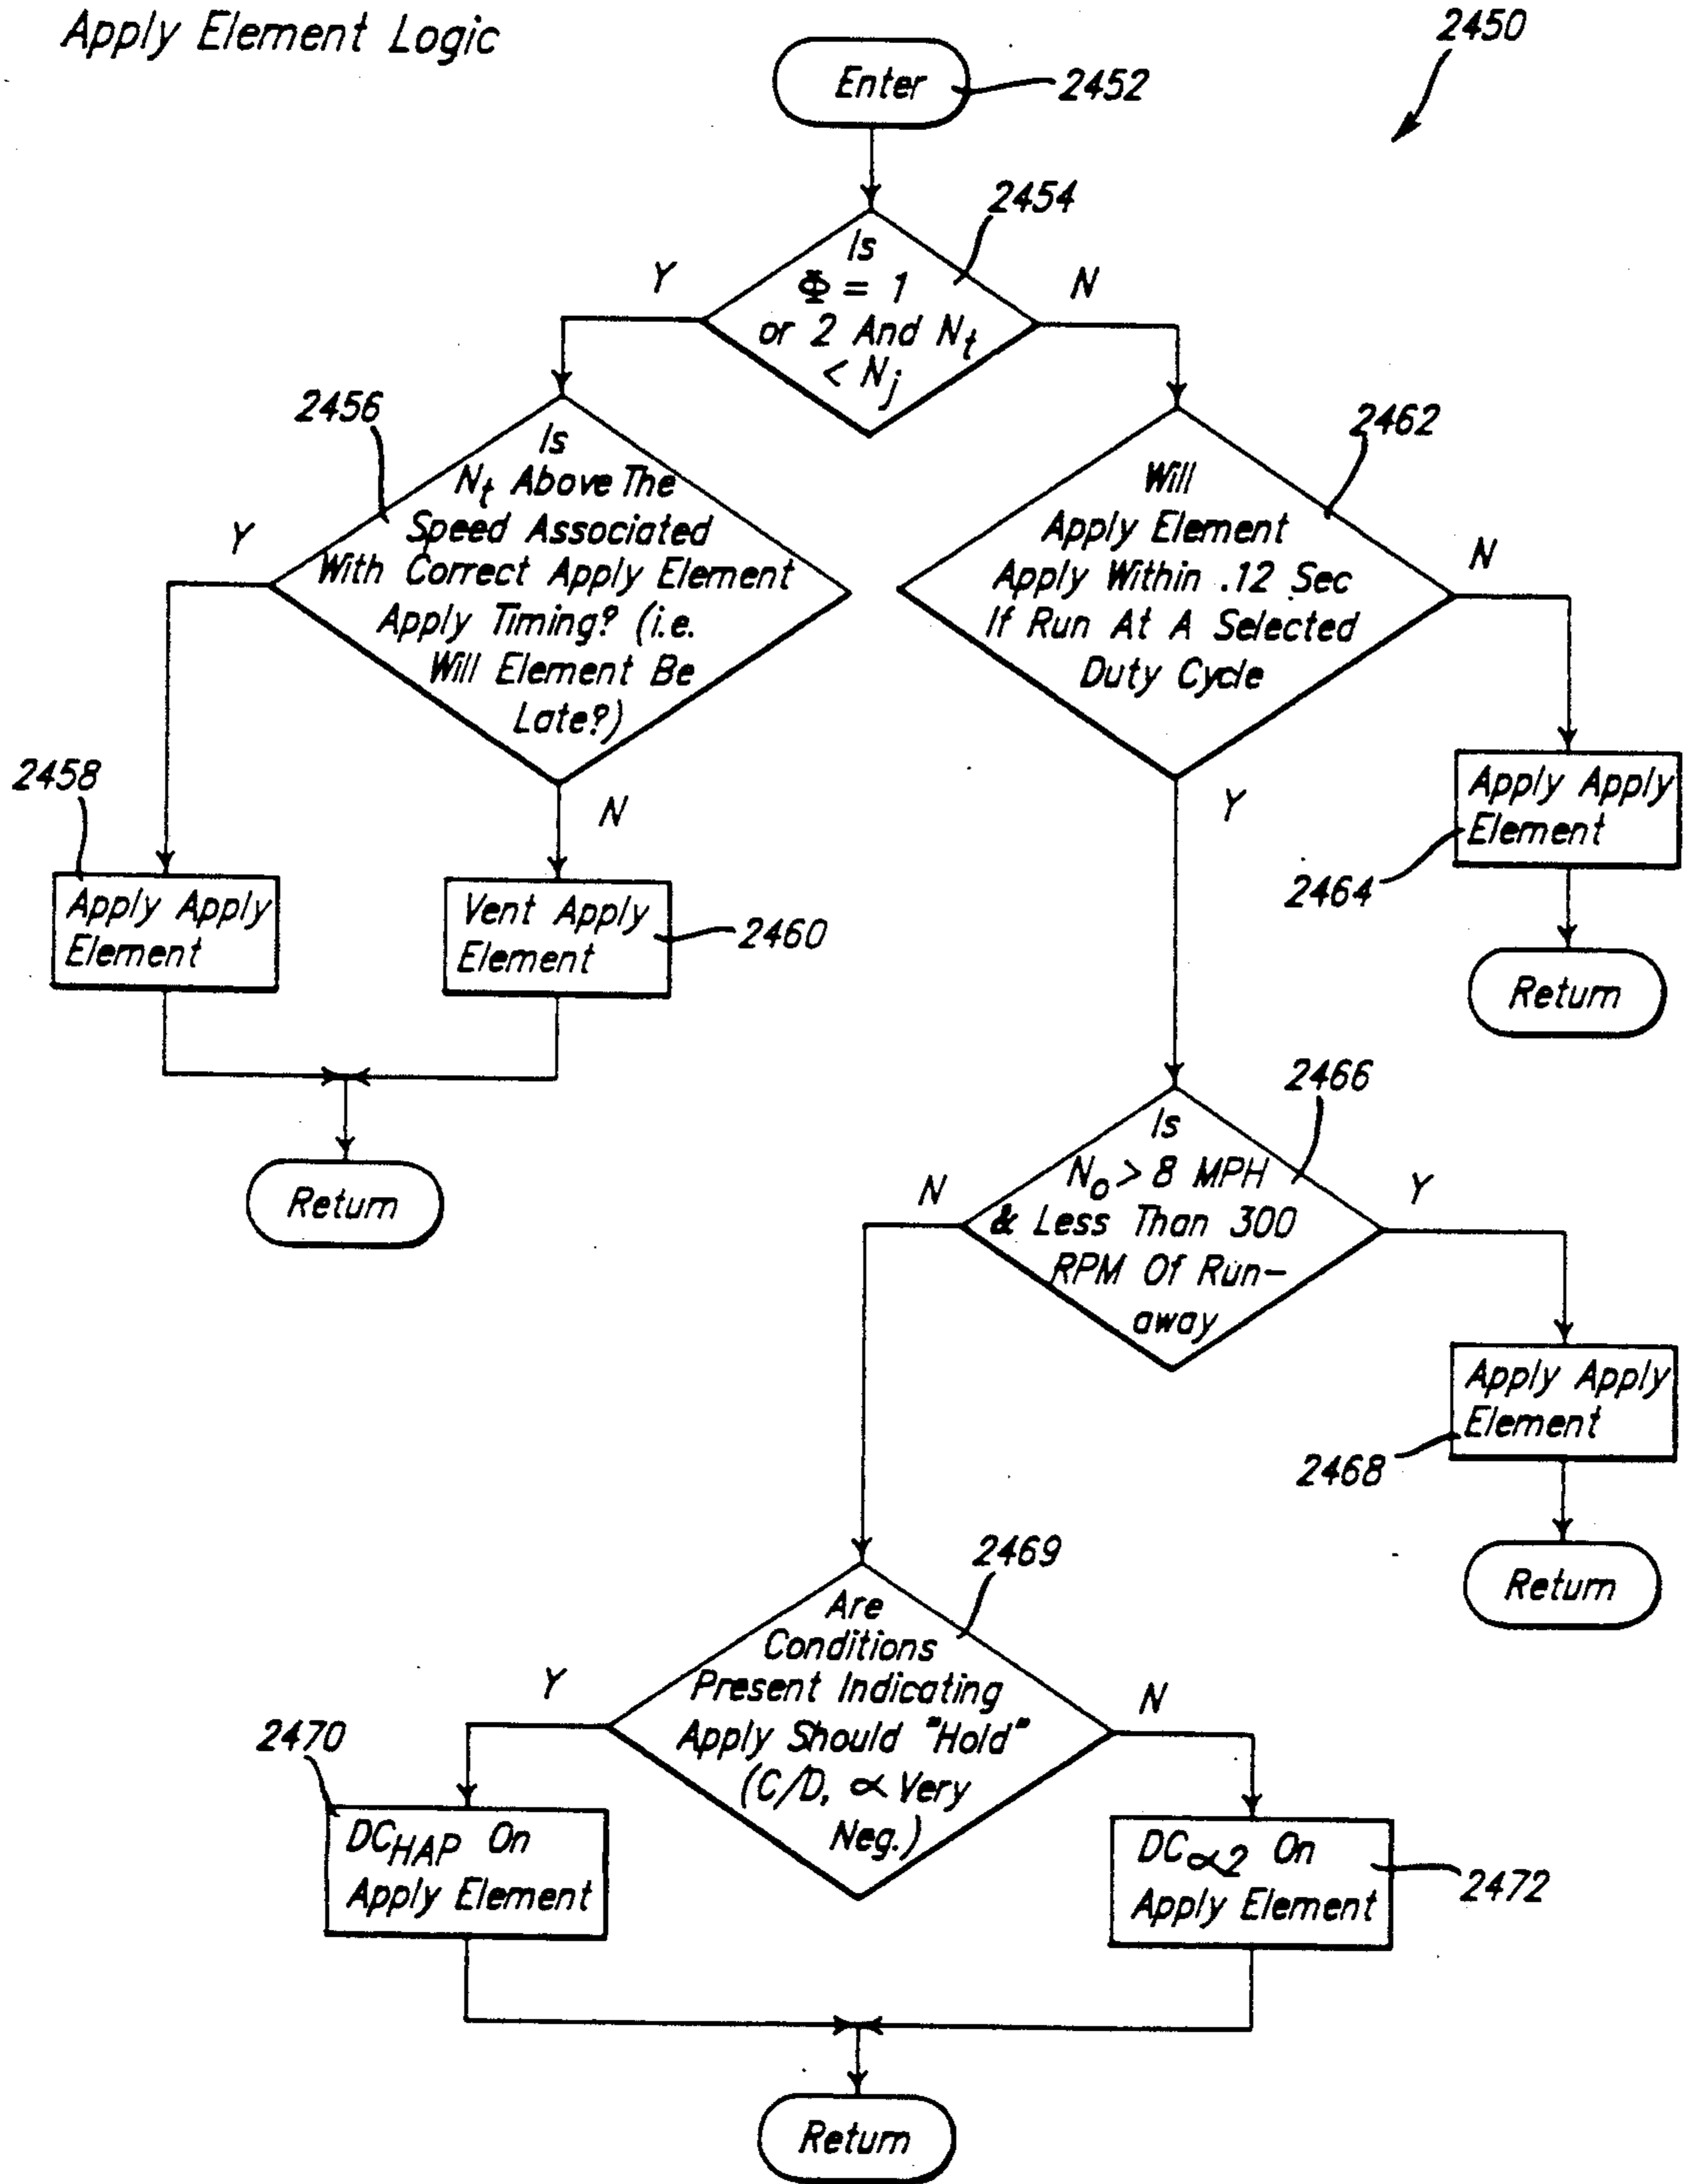 Apply Element Logic
2450
Enter
2452
2454
Is
Φ = 1
or 2 And Nt
< Nj
Y
N
2456
Is
Nt Above The
Speed Associated
With Correct Apply Element
Apply Timing? (i.e.
Will Element Be
Late?)
Y
N
2462
Will
Apply Element
Apply Within .12 Sec
If Run At A Selected
Duty Cycle
N
Y
2458
Apply Apply
Element
Vent Apply
Element
2460
Return
Apply Apply
Element
2464
Return
2466
Is
No > 8 MPH
& Less Than 300
RPM Of Run-
away
N
Y
Apply Apply
Element
2468
Return
2469
Are
Conditions
Present Indicating
Apply Should "Hold"
(C/D, ∝ Very
Neg.)
Y
N
2470
DCHAP On
Apply Element
DC∝2 On
Apply Element
2472
Return